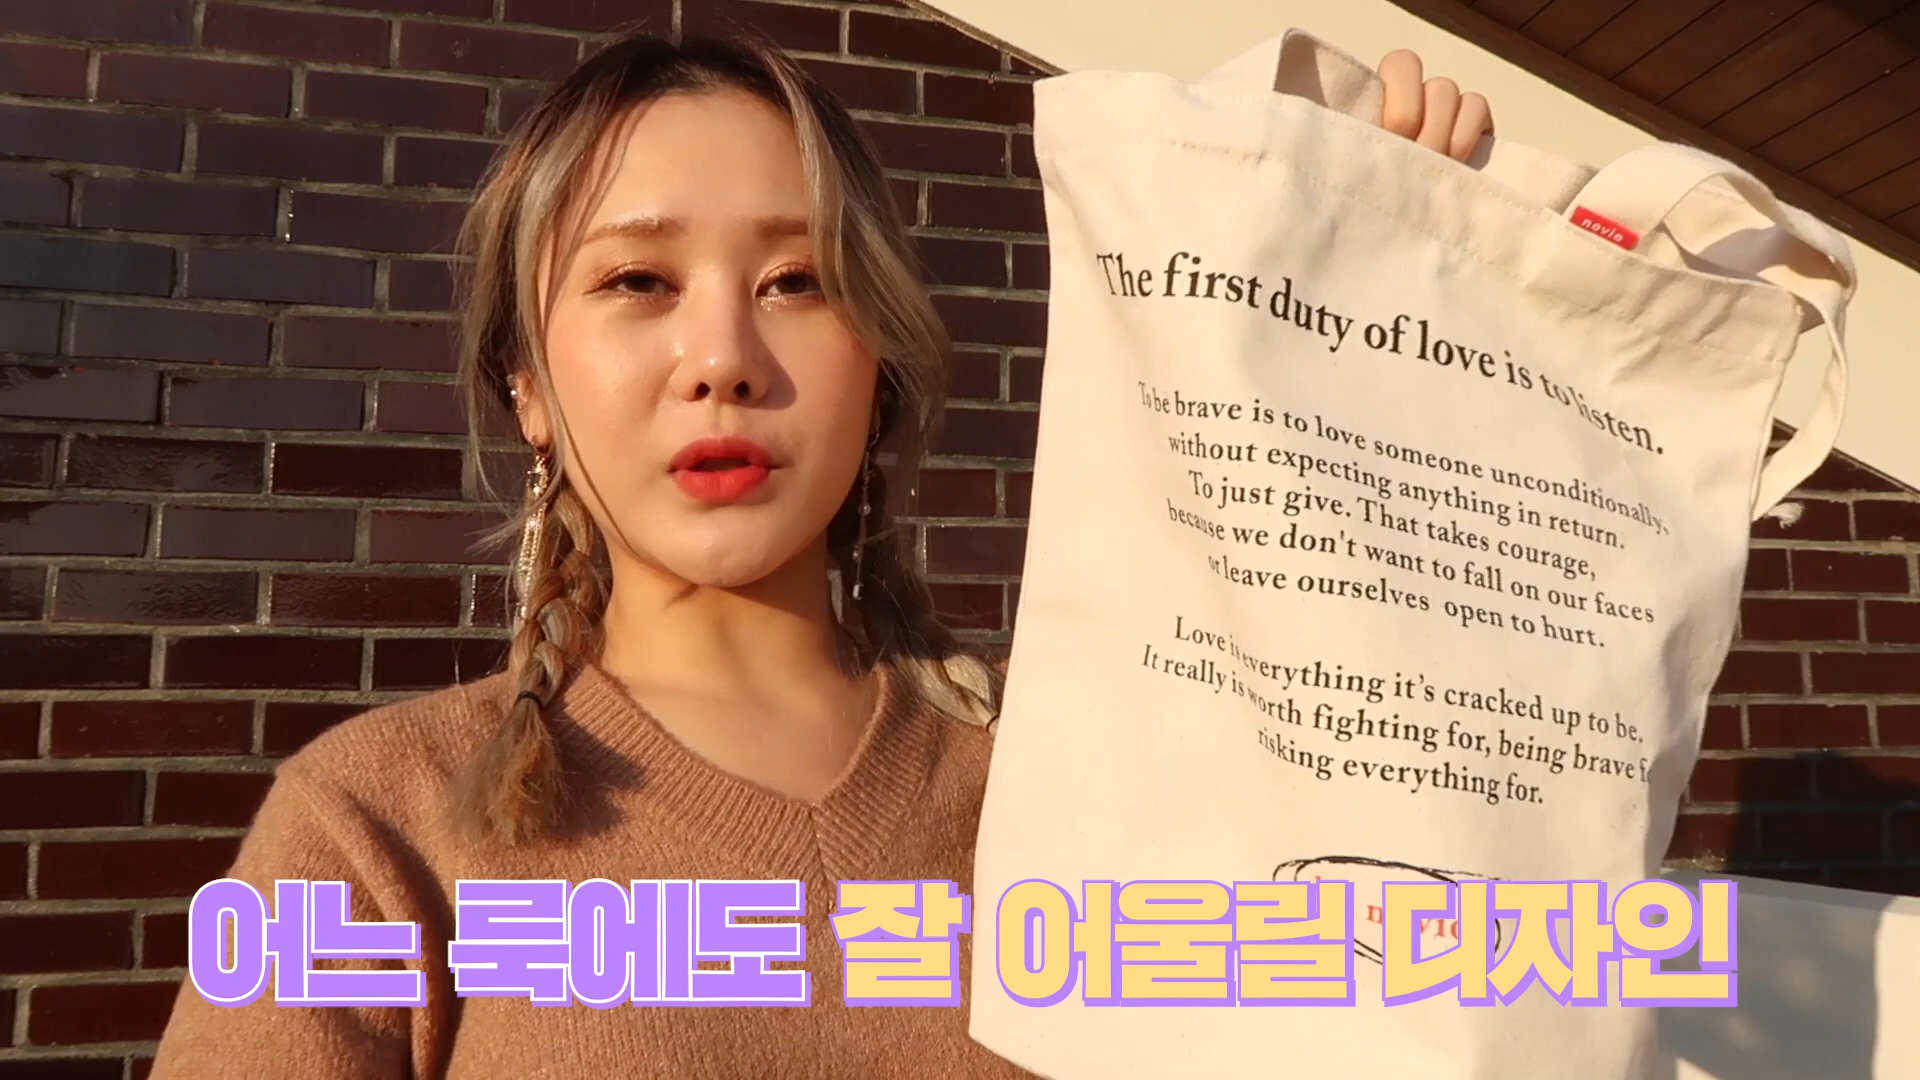 novio
The first duty of love is to listen.
To be brave is to love someone unconditionally,
without expecting anything in return.
To just give. That takes courage,
because we don't want to fall on our faces
or leave ourselves open to hurt.
Love is everything it's cracked up to be.
It really is worth fighting for, being brave
risking everything for.
어느 룩에도 잘 어울릴 디자인